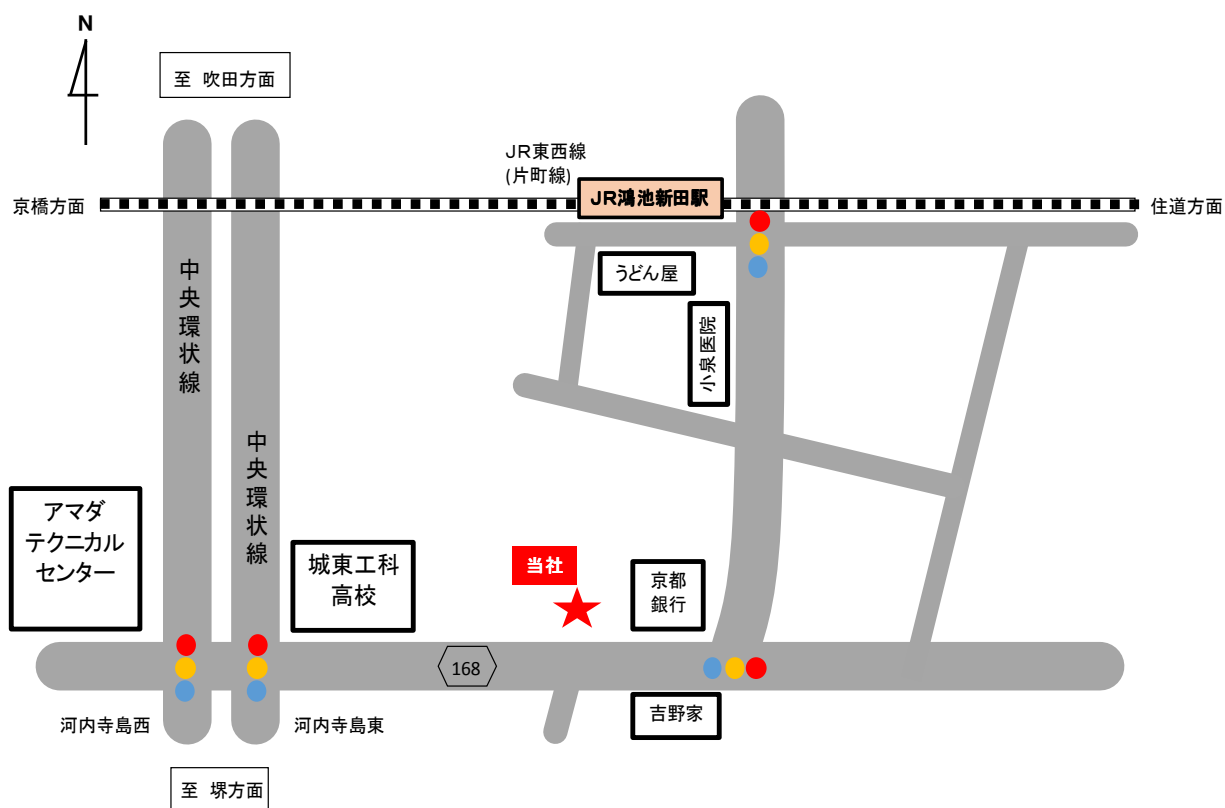 N
至 吹田方面
JR東西線
(片町線)
JR鴻池新田駅
京橋方面
住道方面
うどん屋
中央環状線
小泉医院
中央環状線
アマダ
テクニカル
センター
城東工科
高校
当社
京都
銀行
168
吉野家
河内寺島西
河内寺島東
至 堺方面